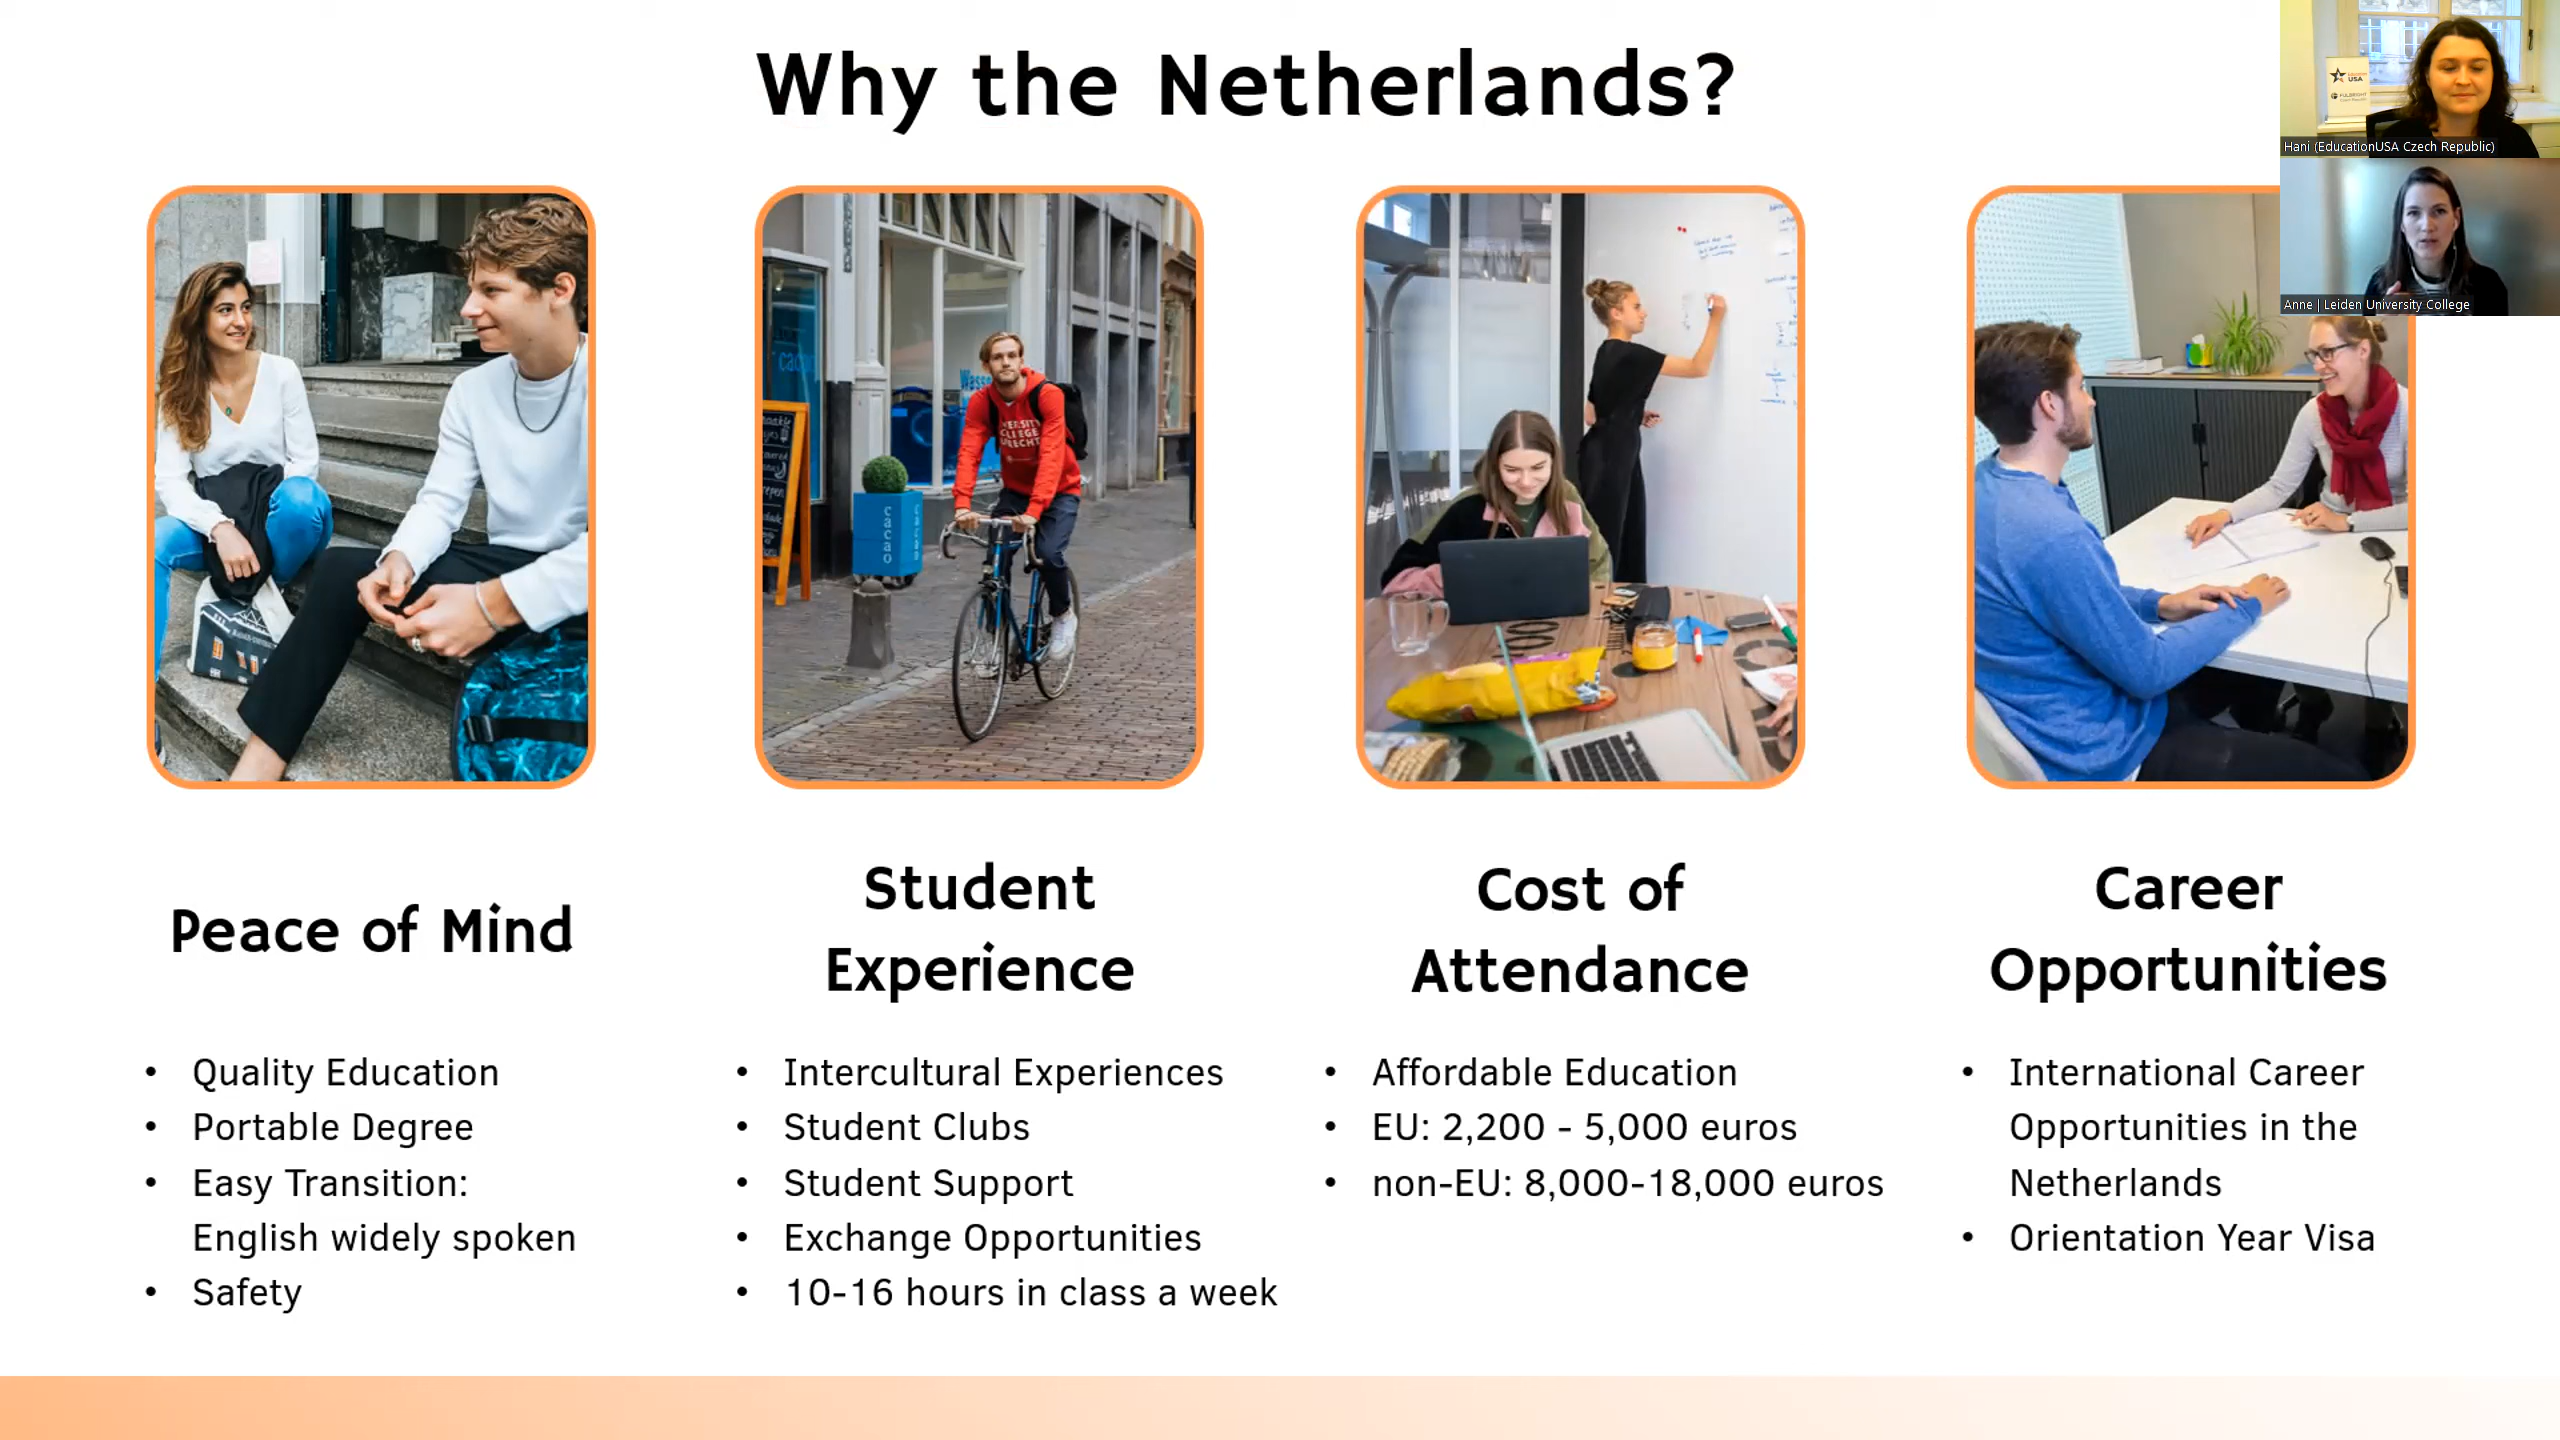 Why the Netherlands?
USA
FULBRIGHT
Hani (EducationUSA Czech Republic)
Anne | Leiden University College
cacao
Peace of Mind
• Quality Education
• Portable Degree
• Easy Transition:
English widely spoken
• Safety
Student
Experience
• Intercultural Experiences
• Student Clubs
• Student Support
• Exchange Opportunities
• 10-16 hours in class a week
Cost of
Attendance
• Affordable Education
• EU: 2,200 - 5,000 euros
• non-EU: 8,000-18,000 euros
Career
Opportunities
• International Career
Opportunities in the
Netherlands
• Orientation Year Visa